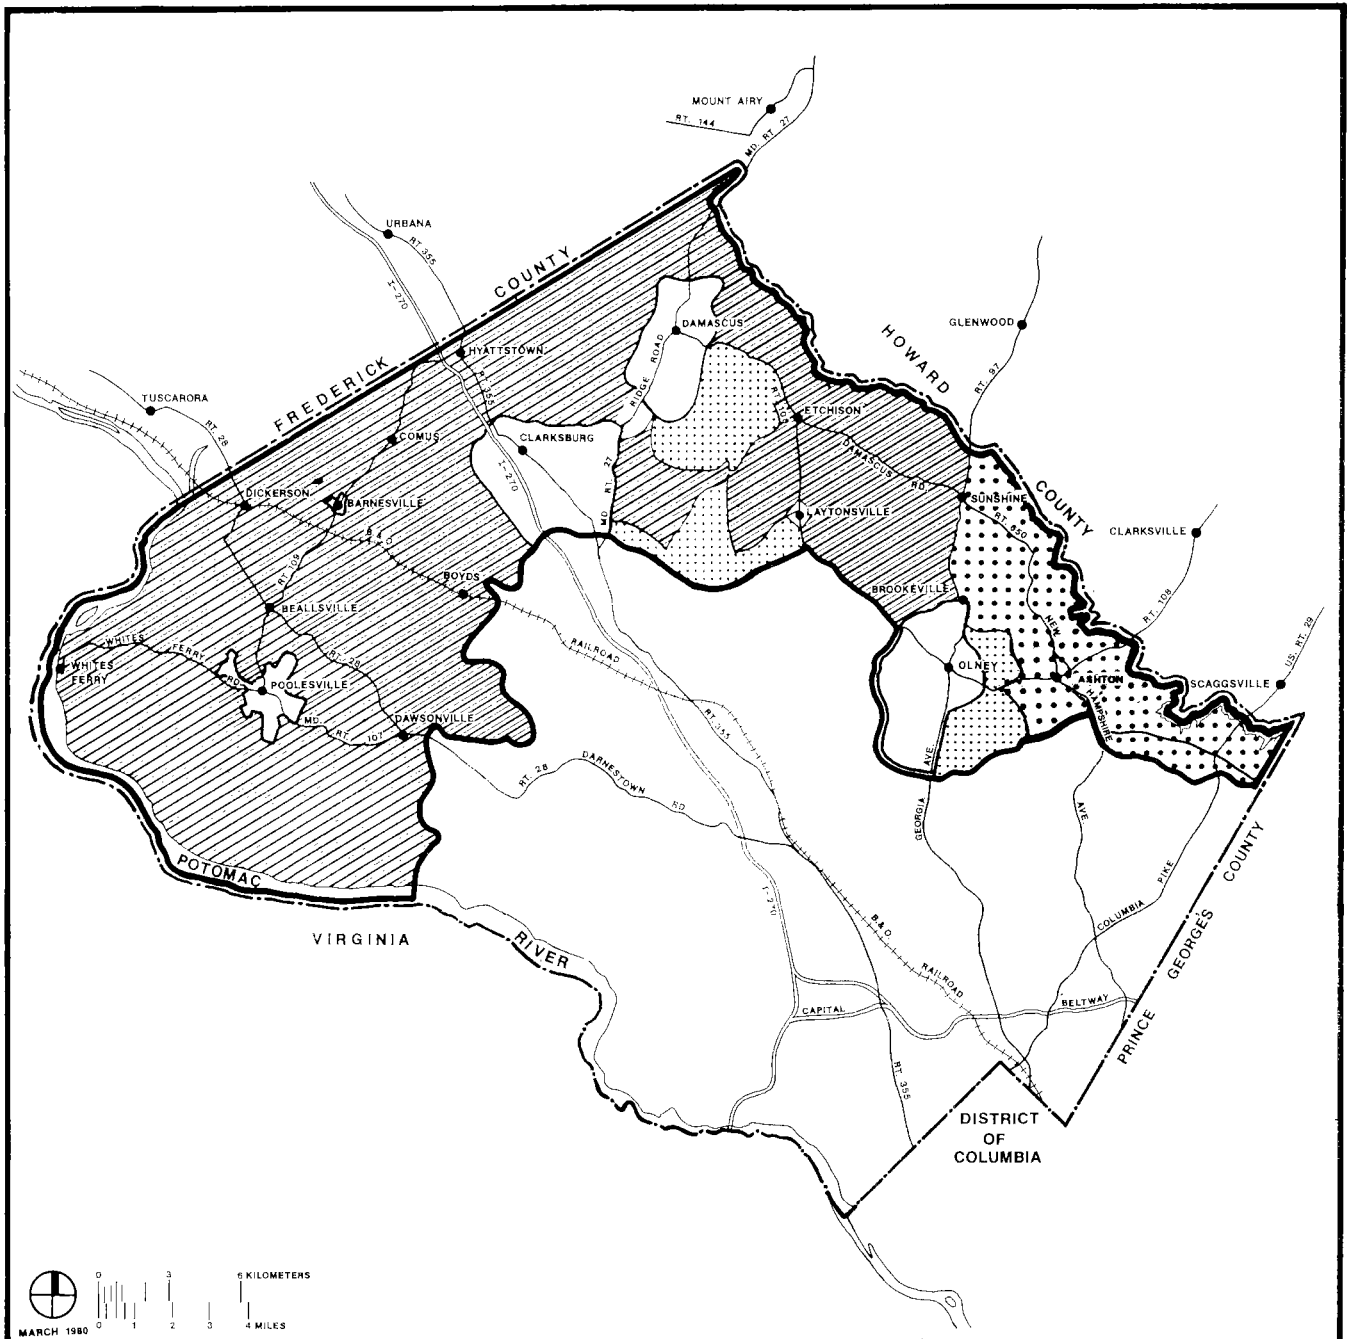 MOUNT AIRY
RT. 144
MD. RT. 27
URBANA
RT. 355
I-270
FREDERICK COUNTY
HYATTSTOWN
RT. 355
DAMASCUS
RIDGE ROAD
GLENWOOD
HOWARD COUNTY
RT. 97
TUSCARORA
RT. 28
COMUS
CLARKSBURG
I-270
MD. RT. 27
ETCHISON
DAMASCUS RD.
DICKERSON
BARNESVILLE
B & O
SUNSHINE
RT. 650
LAYTONSVILLE
CLARKSVILLE
RT. 109
BOYDS
BEALLSVILLE
BROOKEVILLE
RT. 108
U.S. RT. 29
WHITES FERRY RD.
WHITES
FERRY
RT. 28
RAILROAD
POOLESVILLE
OLNEY
NEW HAMPSHIRE AVE.
ASHTON
SCAGGSVILLE
MD. RT. 107
DAWSONVILLE
RT. 355
RT. 28
DARNESTOWN RD
GEORGIA AVE.
COLUMBIA PIKE
POTOMAC RIVER
VIRGINIA
I-270
B.& O. RAILROAD
PRINCE GEORGE'S COUNTY
CAPITAL BELTWAY
RT. 355
DISTRICT
OF
COLUMBIA
0 3 6 KILOMETERS
0 1 2 3 4 MILES
MARCH 1980